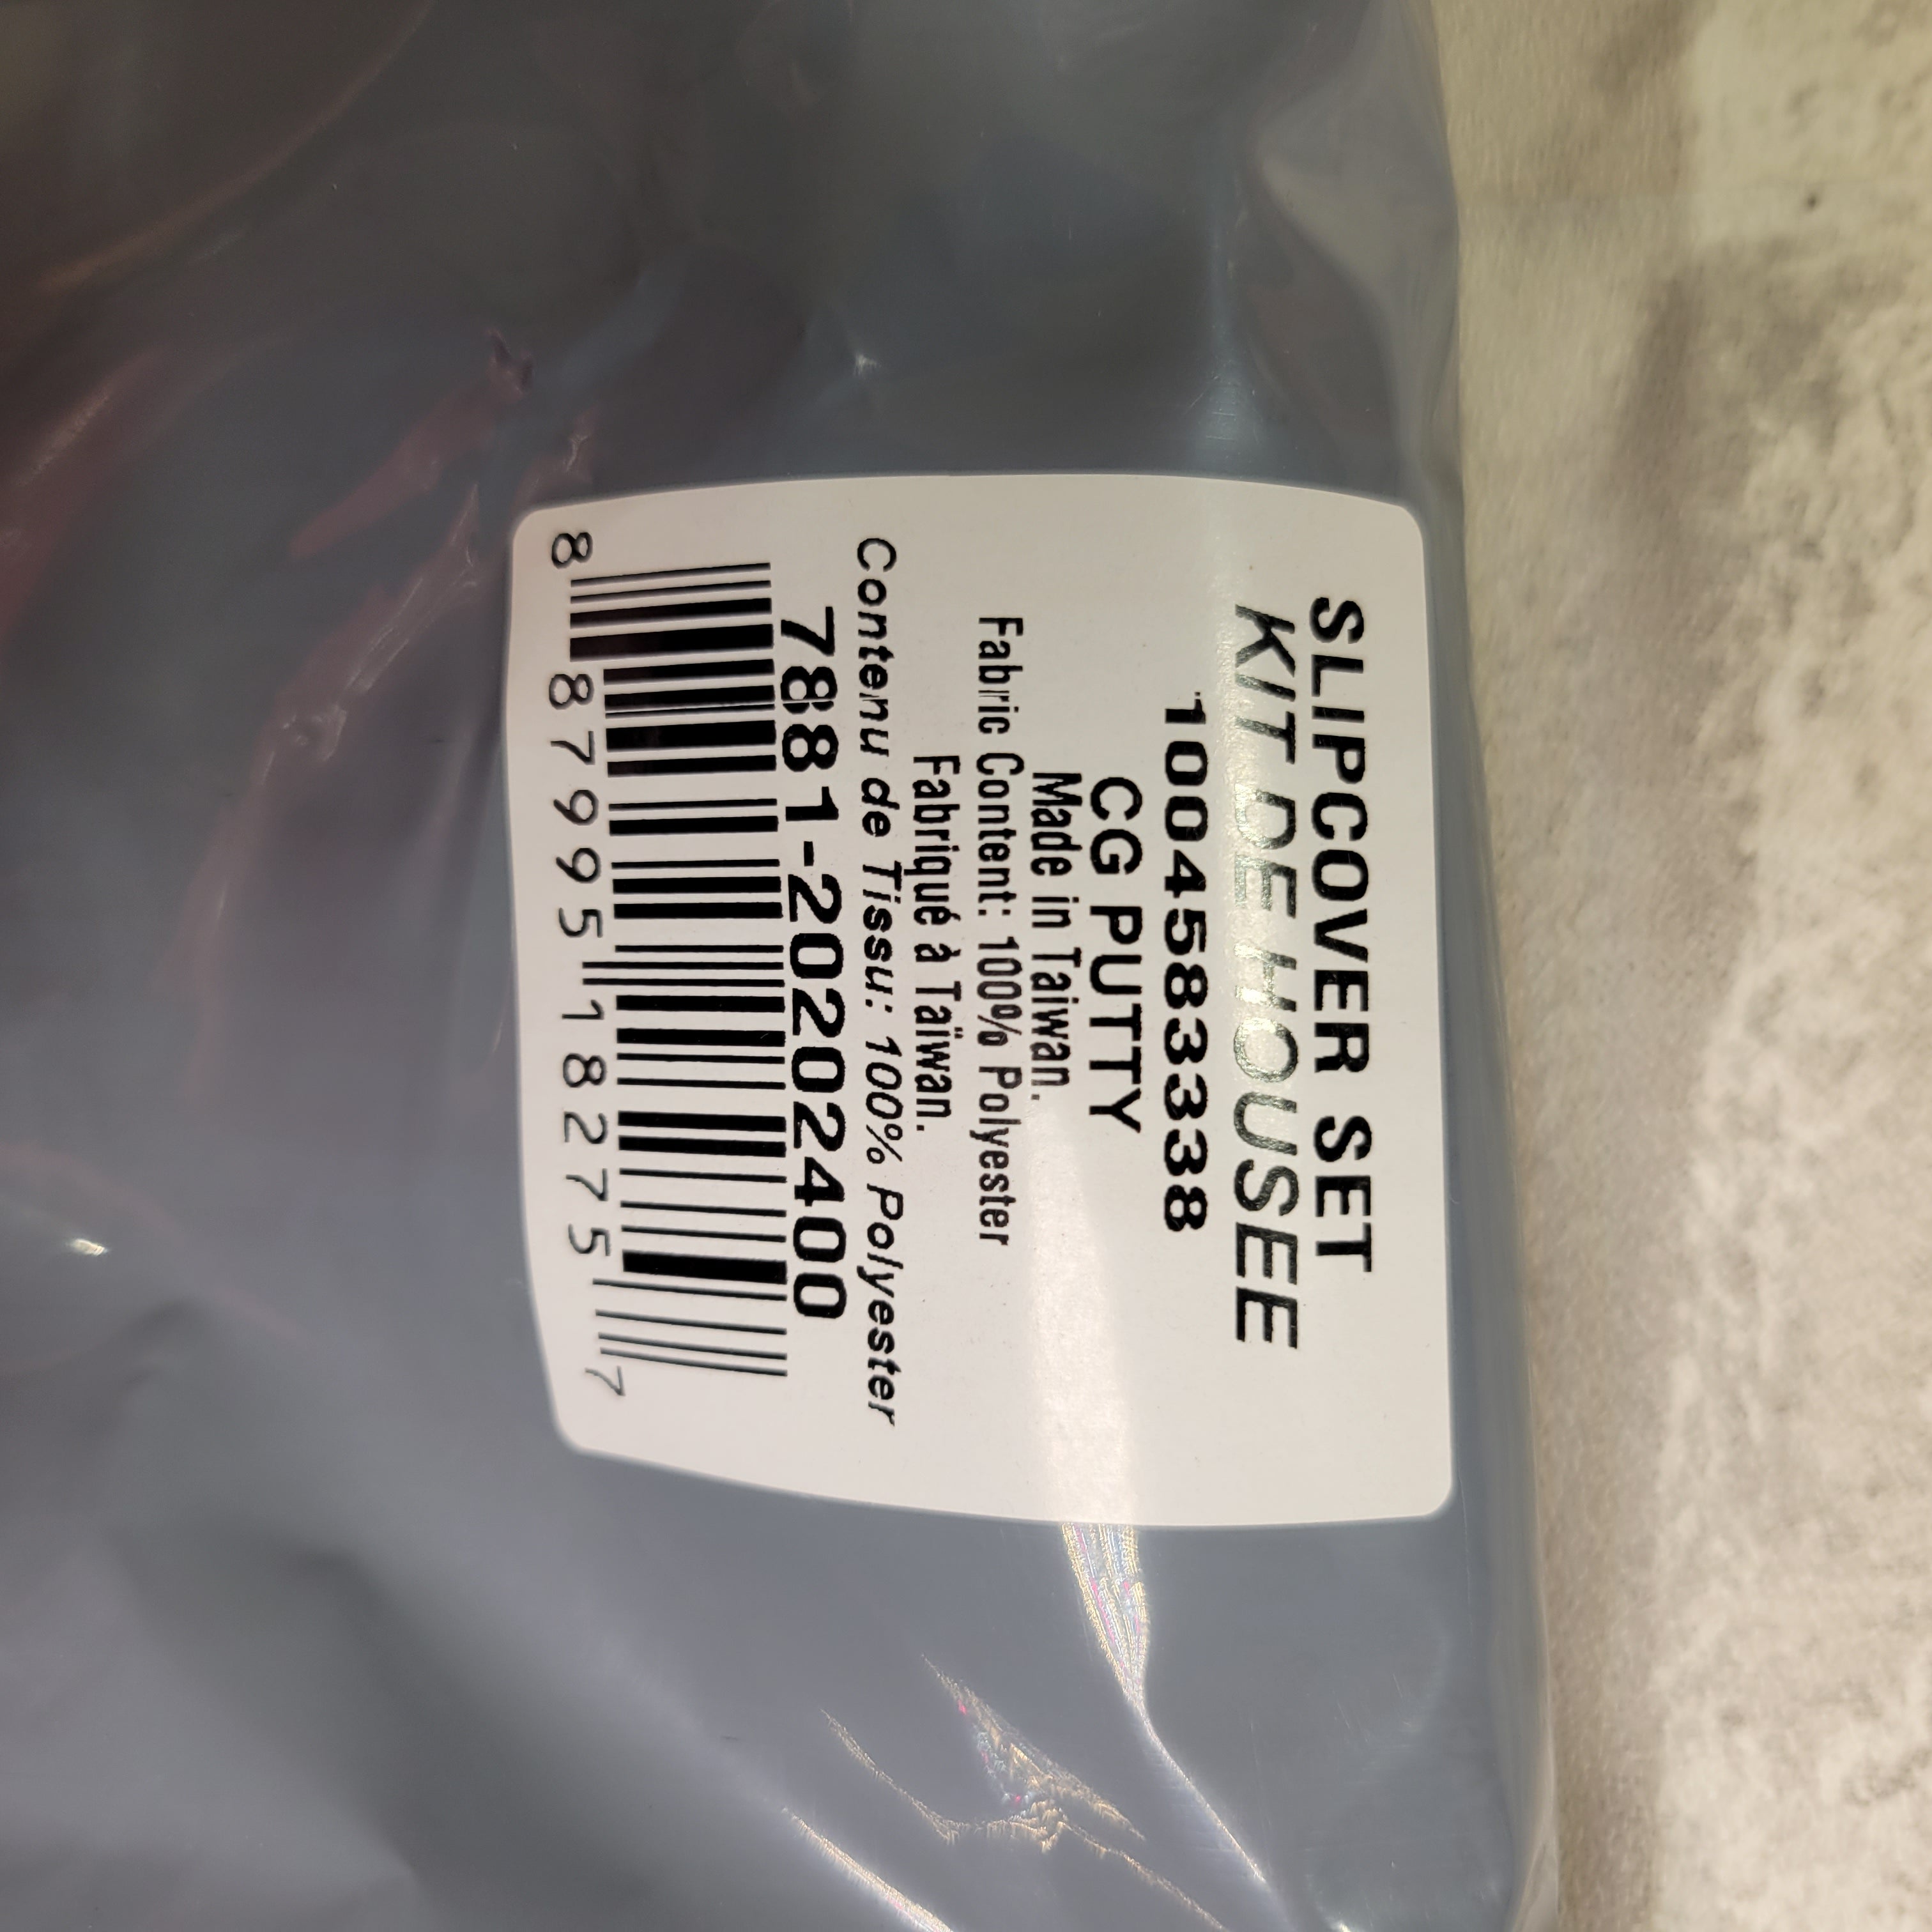 SLIPCOVER SET
KIT DE HOUSEE
1004583338
CG PUTTY
Made in Taiwan.
Fabric Content: 100% Polyester
Fabriqué à Taïwan.
Contenu de Tissu: 100% Polyester
7881-20202400
8 87995 18275 7